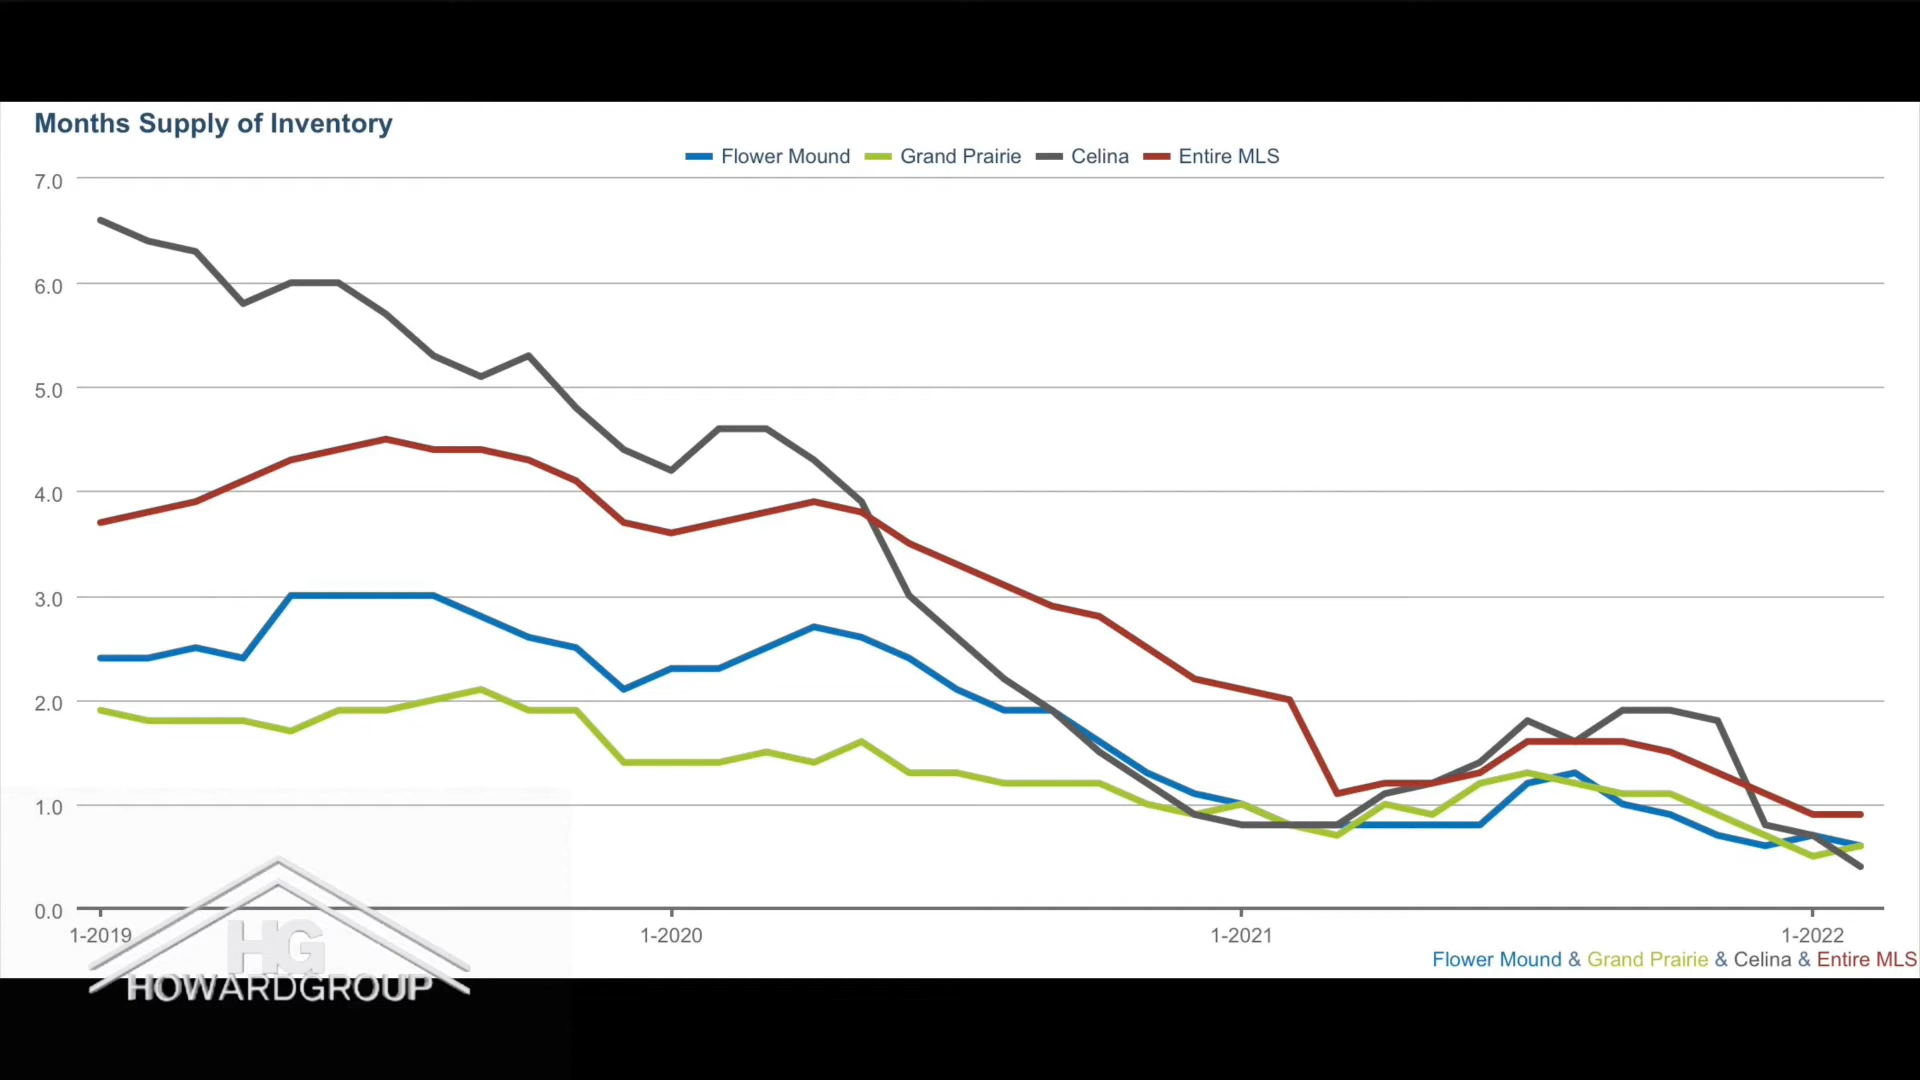 Months Supply of Inventory
Flower Mound Grand Prairie Celina Entire MLS
7.0
6.0
5.0
4.0
3.0
2.0
1.0
0.0
1-2019 1-2020 1-2021 1-2022
Flower Mound & Grand Prairie & Celina & Entire MLS
HG
HOWARDGROUP